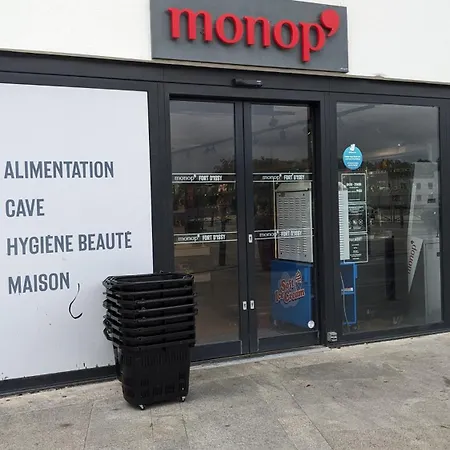 monop'
ALIMENTATION
CAVE
HYGIÈNE BEAUTÉ
MAISON
monop' FORT D'ISSY
monop' FORT D'ISSY
monop' FORT D'ISSY
monop' FORT D'ISSY